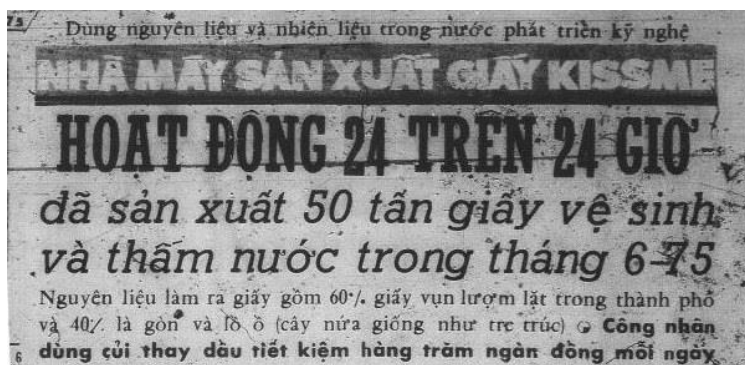 75
Dùng nguyên liệu và nhiên liệu trong nước phát triển kỹ nghệ
NHÀ MÁY SẢN XUẤT GIẤY KISSME
HOẠT ĐỘNG 24 TRÊN 24 GIỜ
đã sản xuất 50 tấn giấy vệ sinh
và thấm nước trong tháng 6-75
Nguyên liệu làm ra giấy gồm 60% giấy vụn lượm lặt trong thành phố
và 40% là gòn và lồ ồ (cây nứa giống như tre trúc) Công nhân
6 dùng củi thay dầu tiết kiệm hàng trăm ngàn đồng mỗi ngày